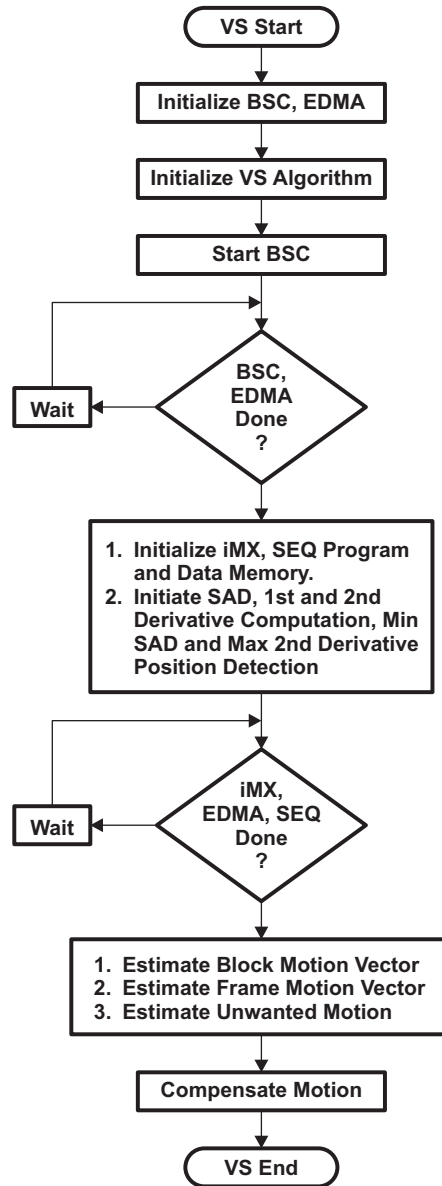 VS Start
Initialize BSC, EDMA
Initialize VS Algorithm
Start BSC
BSC,
EDMA
Done
?
Wait
1. Initialize iMX, SEQ Program
and Data Memory.
2. Initiate SAD, 1st and 2nd
Derivative Computation, Min
SAD and Max 2nd Derivative
Position Detection
iMX,
EDMA, SEQ
Done
?
Wait
1. Estimate Block Motion Vector
2. Estimate Frame Motion Vector
3. Estimate Unwanted Motion
Compensate Motion
VS End